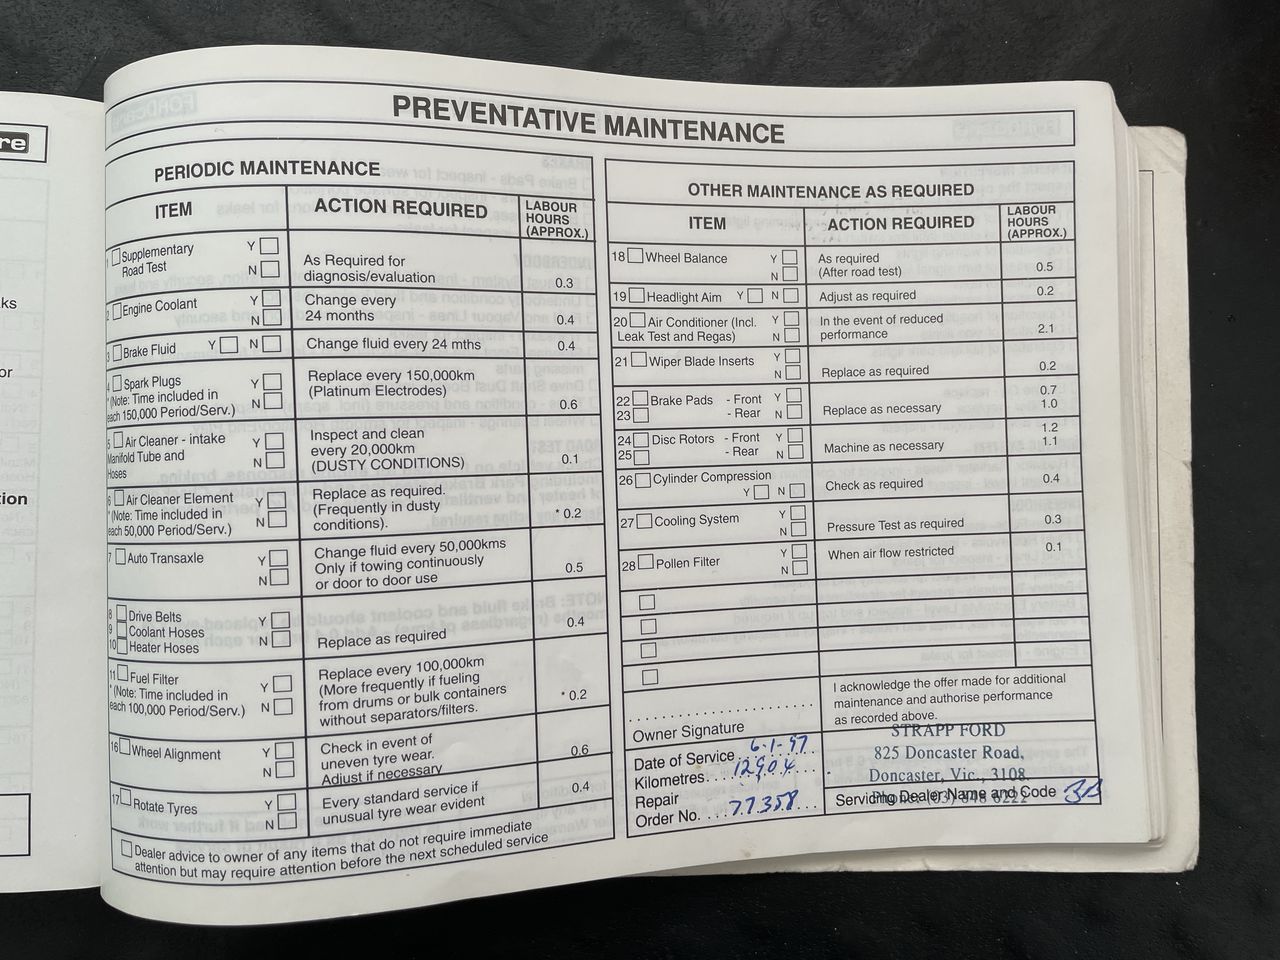 re
ks
or
tion
PREVENTATIVE MAINTENANCE
PERIODIC MAINTENANCE
ITEM
ACTION REQUIRED
LABOUR
HOURS
(APPROX.)
1 Supplementary Y
Road Test N
As Required for
diagnosis/evaluation 0.3
2 Engine Coolant Y
N
Change every
24 months 0.4
3 Brake Fluid Y N Change fluid every 24 mths 0.4
4 Spark Plugs Y
*(Note: Time included in N
each 150,000 Period/Serv.)
Replace every 150,000km
(Platinum Electrodes)
0.6
5 Air Cleaner - intake Y
Manifold Tube and N
Hoses
Inspect and clean
every 20,000km
(DUSTY CONDITIONS) 0.1
6 Air Cleaner Element Y
*(Note: Time included in N
each 50,000 Period/Serv.)
Replace as required.
(Frequently in dusty
conditions).
* 0.2
7 Auto Transaxle Y
N
Change fluid every 50,000kms
Only if towing continuously
or door to door use
0.5
8 Drive Belts Y
9 Coolant Hoses N
10 Heater Hoses
Replace as required
0.4
11 Fuel Filter Y
*(Note: Time included in N
each 100,000 Period/Serv.)
Replace every 100,000km
(More frequently if fueling
from drums or bulk containers
without separators/filters.
* 0.2
16 Wheel Alignment Y
N
Check in event of
uneven tyre wear.
Adjust if necessary
0.6
17 Rotate Tyres Y
N
Every standard service if
unusual tyre wear evident
0.4
Dealer advice to owner of any items that do not require immediate
attention but may require attention before the next scheduled service
OTHER MAINTENANCE AS REQUIRED
ITEM
ACTION REQUIRED
LABOUR
HOURS
(APPROX.)
18 Wheel Balance Y
N
As required
(After road test) 0.5
19 Headlight Aim Y N Adjust as required 0.2
20 Air Conditioner (Incl. Y
Leak Test and Regas) N
In the event of reduced
performance 2.1
21 Wiper Blade Inserts Y
N
Replace as required 0.2
22 Brake Pads - Front Y
23 - Rear N
Replace as necessary
0.7
1.0
24 Disc Rotors - Front Y
25 - Rear N
Machine as necessary
1.2
1.1
26 Cylinder Compression
Y N
Check as required 0.4
27 Cooling System Y
N
Pressure Test as required 0.3
28 Pollen Filter Y
N
When air flow restricted 0.1
Owner Signature
I acknowledge the offer made for additional
maintenance and authorise performance
as recorded above.
Date of Service 6.1.97
Kilometres 12904
Repair
Order No. 77358
STRAPP FORD
825 Doncaster Road,
Doncaster, Vic., 3108
Servicing Dealer Name and Code